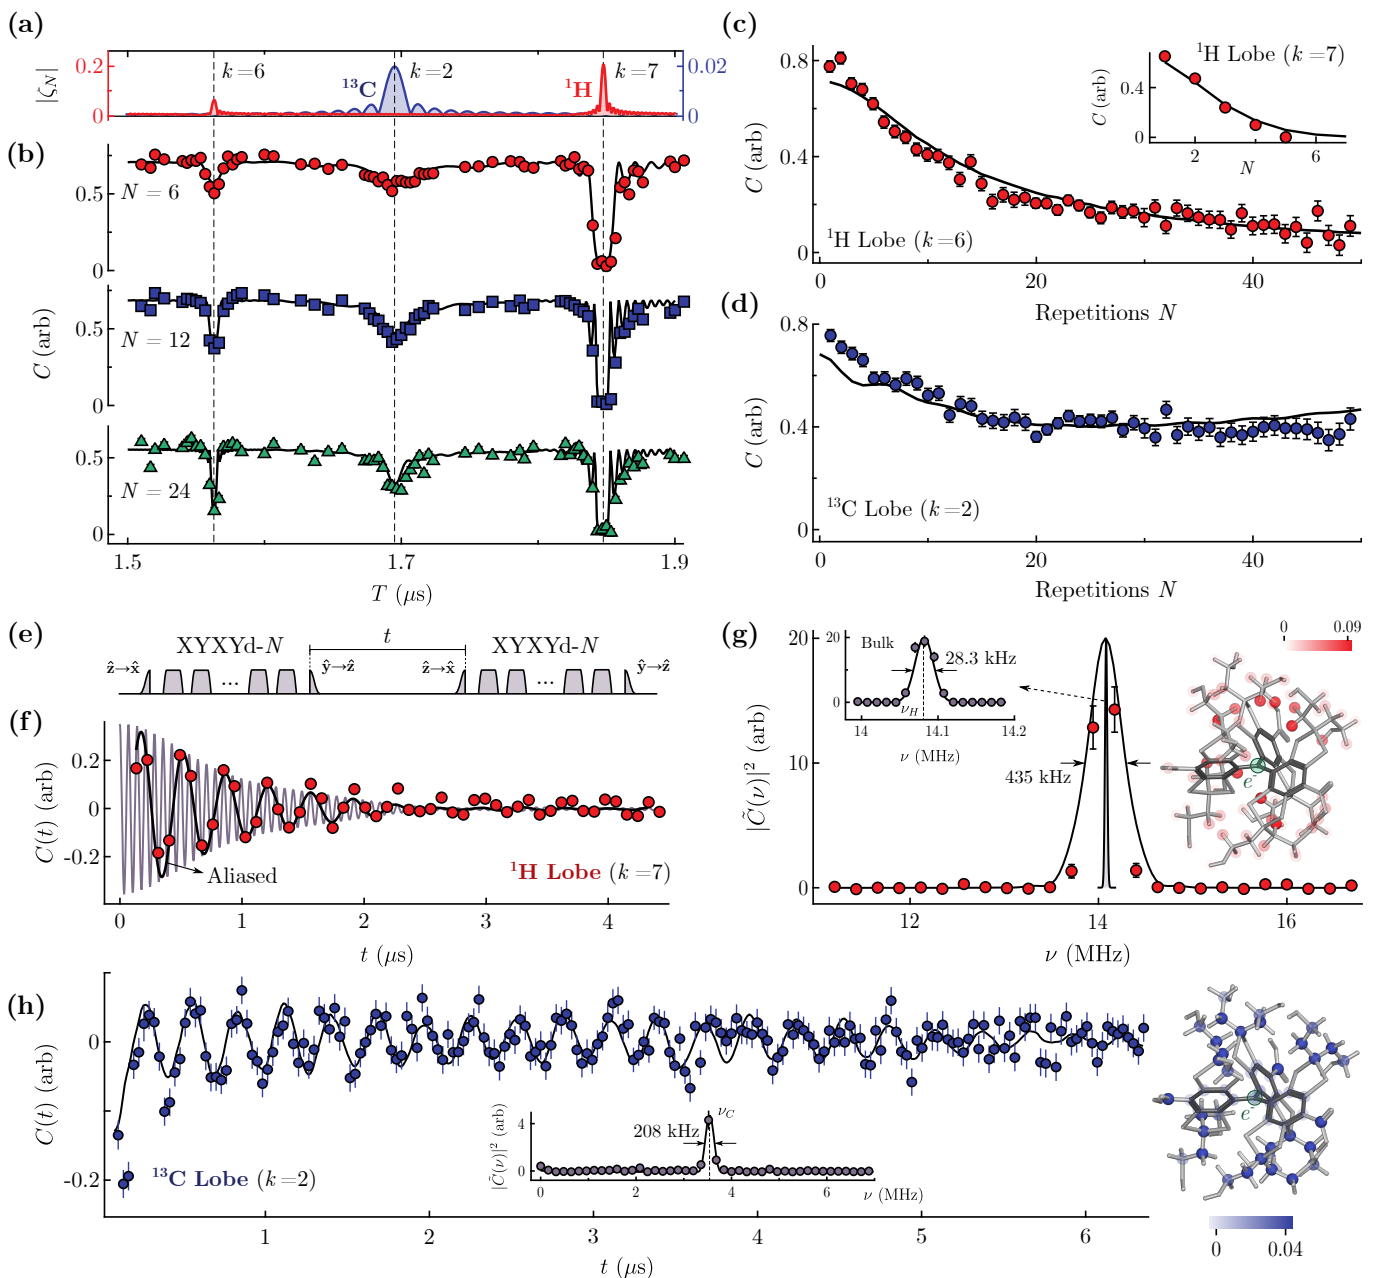 (a)
0.2
0
|ζN|
k=6
13C
k=2
1H
k=7
0.02
0
(b)
0.5
0
N = 6
0.5
0
N = 12
0.5
0
N = 24
C (arb)
1.5
1.7
1.9
T (μs)
(c)
0.8
0.4
0
C (arb)
1H Lobe (k=6)
1H Lobe (k=7)
0.4
0
C (arb)
2
4
6
N
0
20
40
Repetitions N
(d)
0.8
0.4
0
C (arb)
13C Lobe (k=2)
0
20
40
Repetitions N
(e)
XYXYd-N
t
XYXYd-N
ẑ→x̂
...
ŷ→ẑ
ẑ→x̂
...
ŷ→ẑ
(f)
0.2
0
-0.2
C(t) (arb)
Aliased
1H Lobe (k=7)
0
1
2
3
4
t (μs)
(g)
20
10
0
|C̃(ν)|2 (arb)
20
0
Bulk
28.3 kHz
νH
14
14.1
14.2
ν (MHz)
435 kHz
12
14
16
ν (MHz)
0
0.09
e-
(h)
0
-0.2
C(t) (arb)
13C Lobe (k=2)
4
0
|C̃(ν)|2 (arb)
208 kHz
νC
0
2
4
6
ν (MHz)
1
2
3
4
5
6
t (μs)
e-
0
0.04